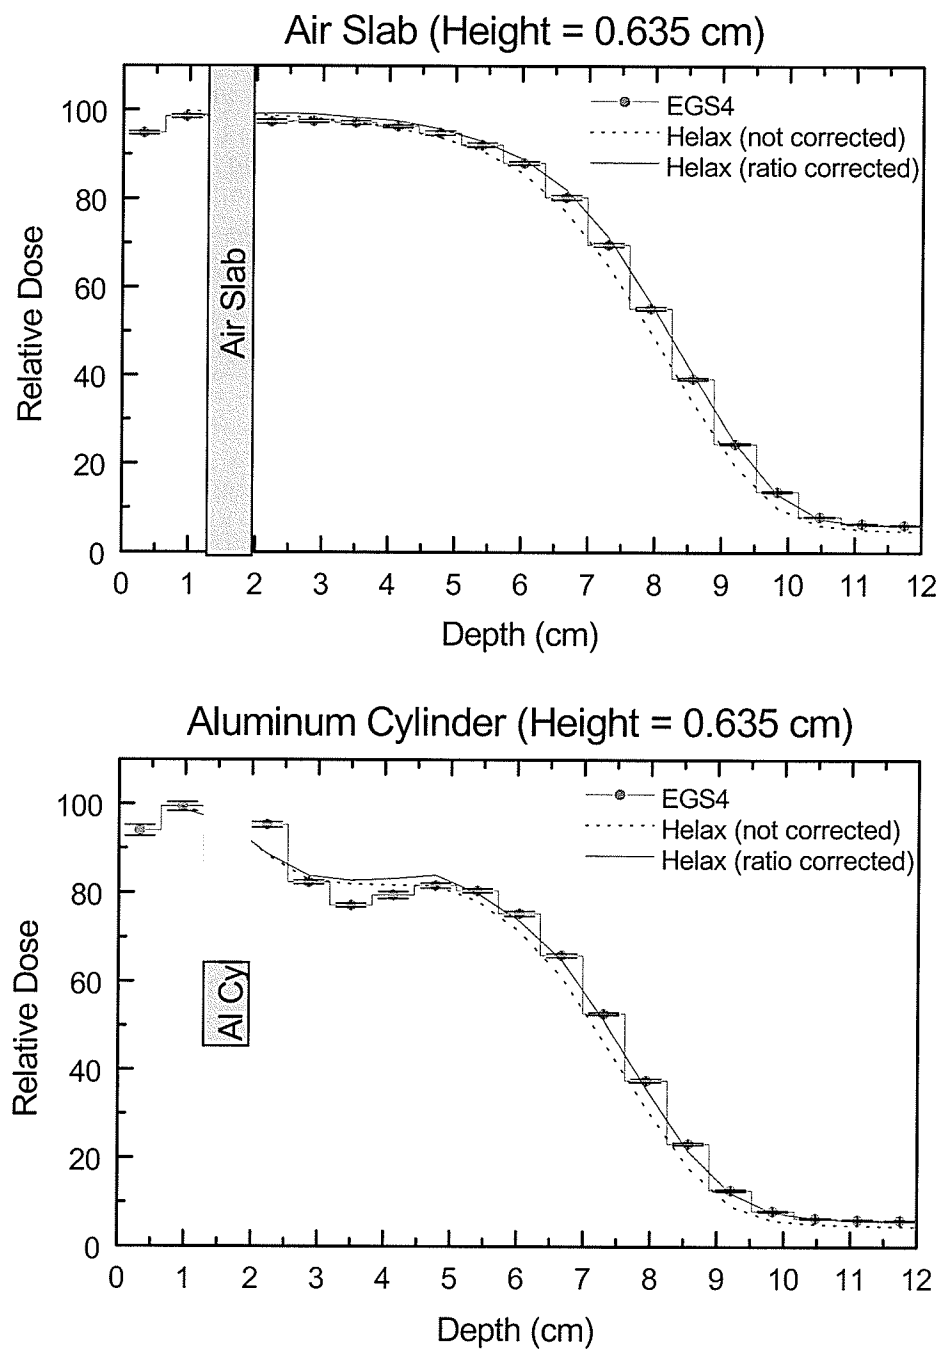 Air Slab (Height = 0.635 cm)
100
80
60
40
20
0
Relative Dose
Air Slab
EGS4
Helax (not corrected)
Helax (ratio corrected)
0 1 2 3 4 5 6 7 8 9 10 11 12
Depth (cm)
Aluminum Cylinder (Height = 0.635 cm)
100
80
60
40
20
0
Relative Dose
Al Cyl
EGS4
Helax (not corrected)
Helax (ratio corrected)
0 1 2 3 4 5 6 7 8 9 10 11 12
Depth (cm)